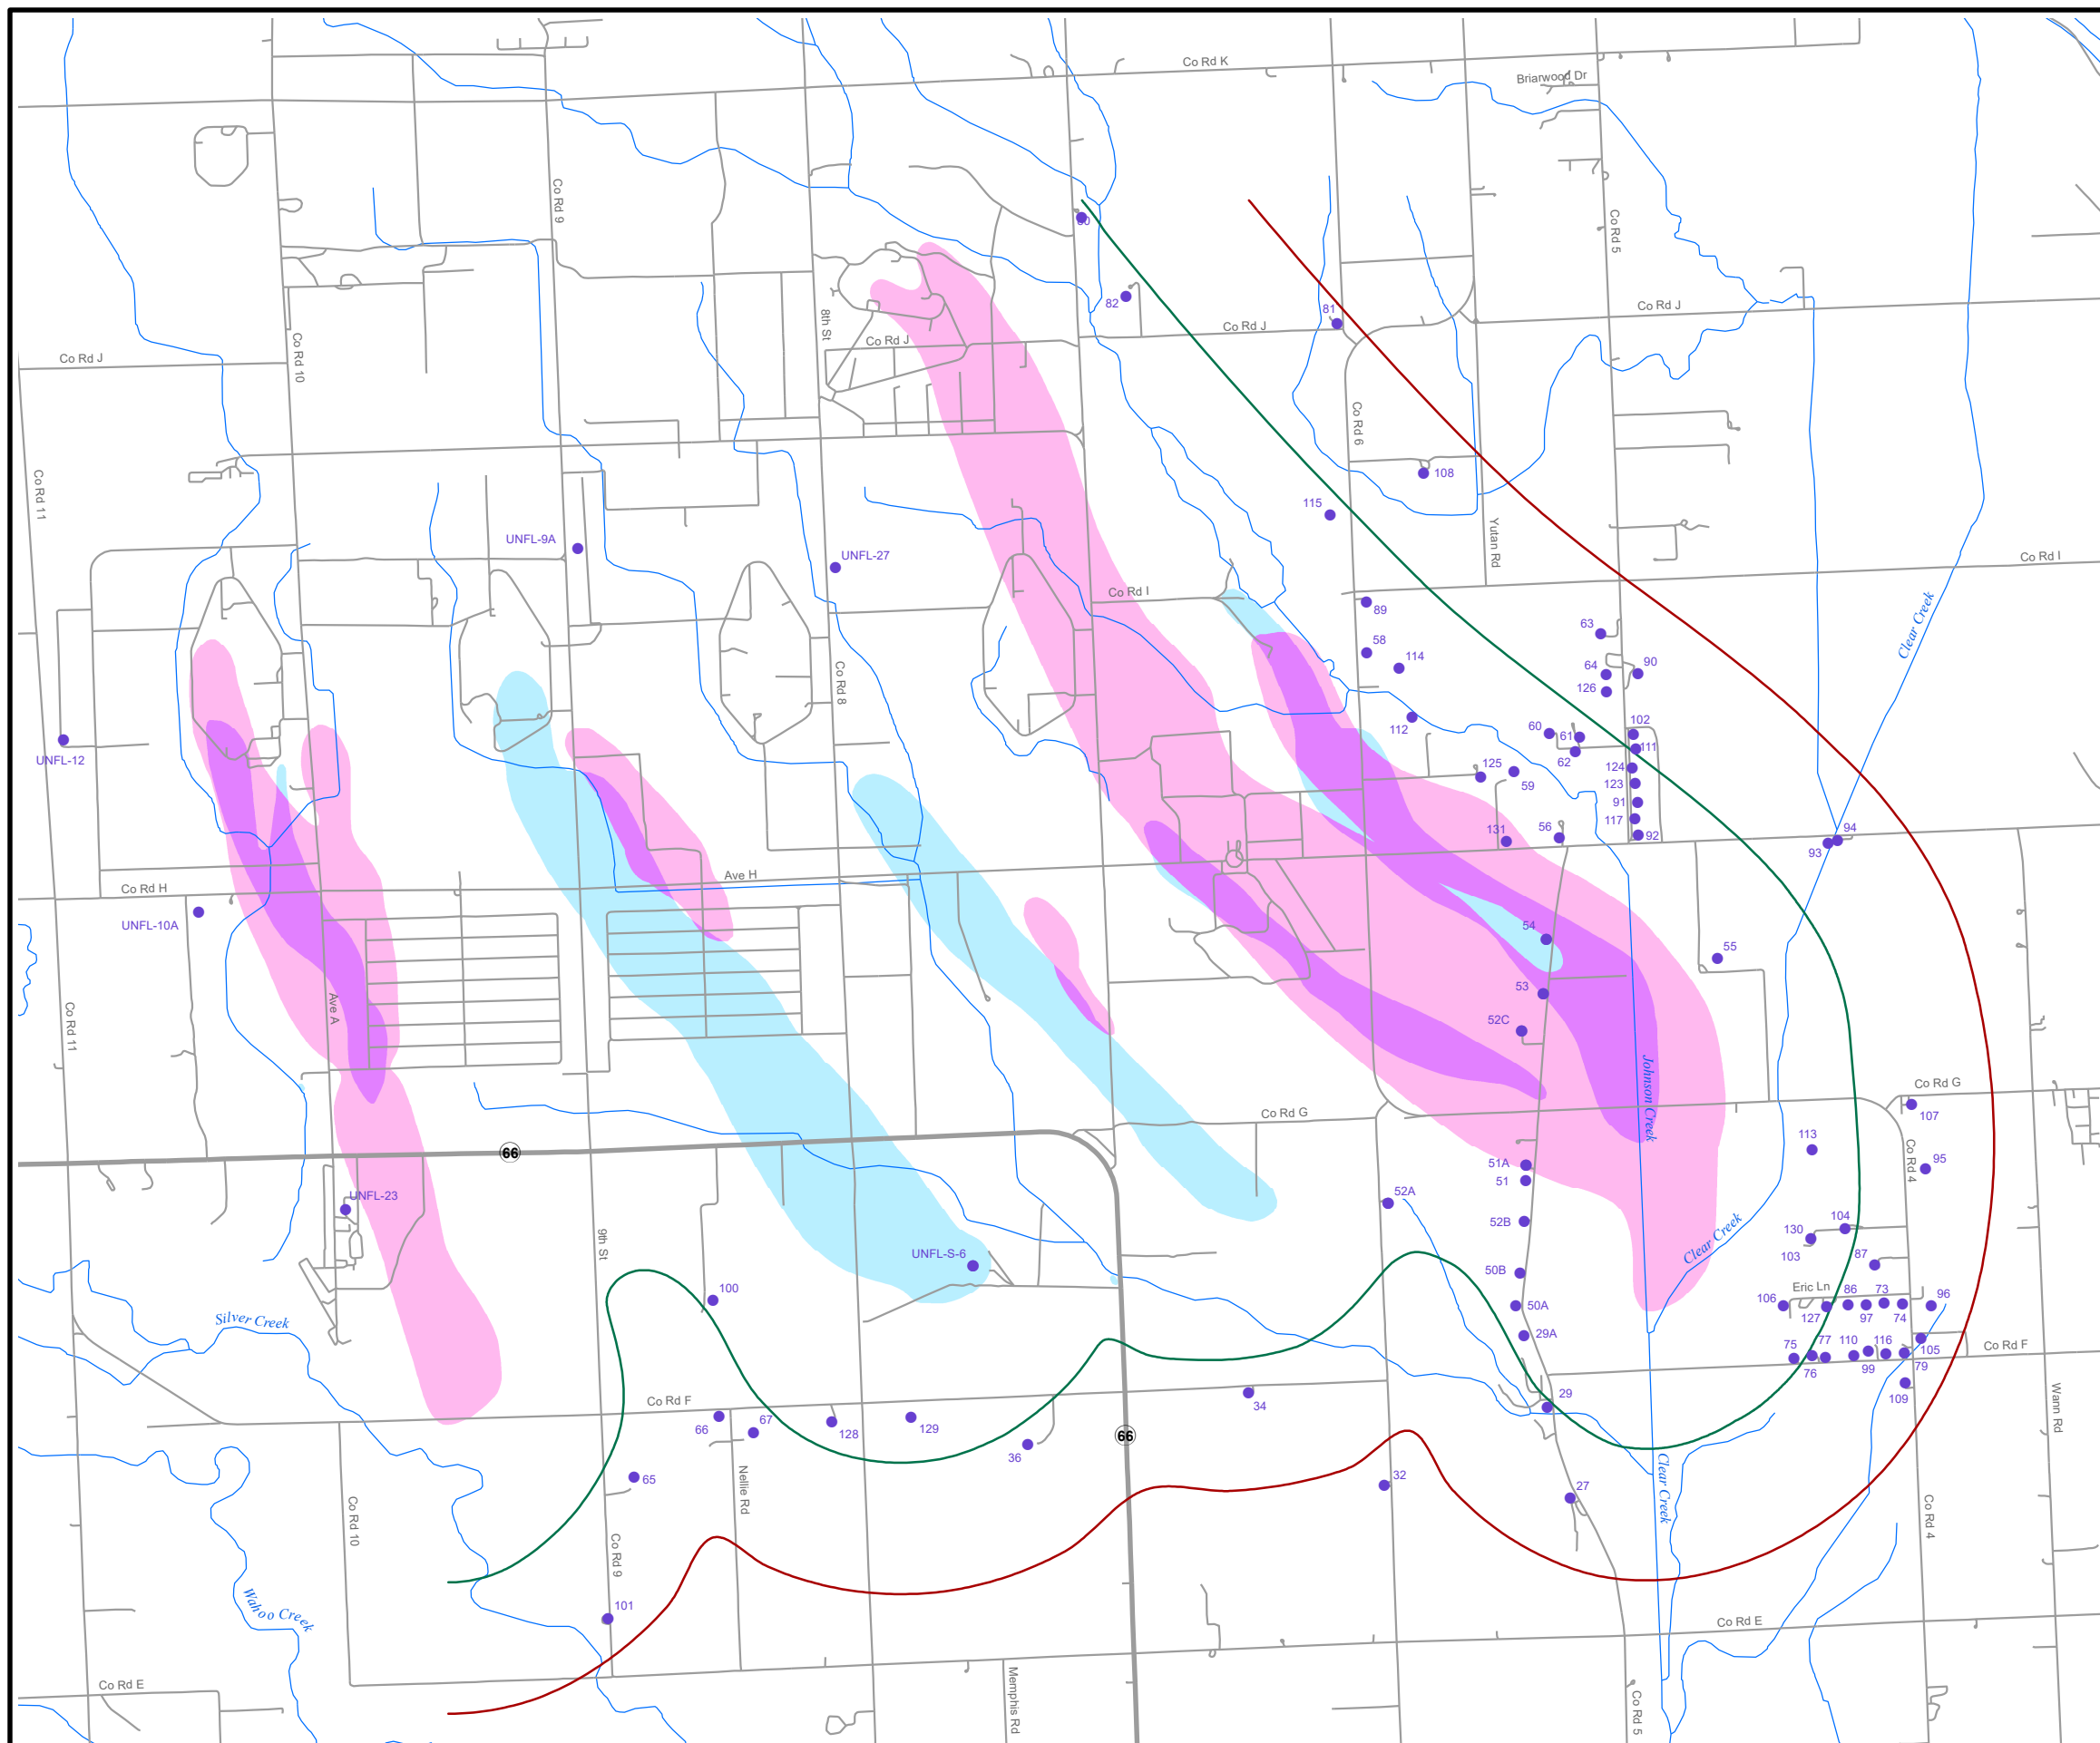 Co Rd K
Briarwood Dr
Co Rd 9
Co Rd 5
82
81
Co Rd J
Co Rd J
Co Rd J
8th St
Co Rd 10
Co Rd J
Co Rd 6
Co Rd 11
108
115
Yutan Rd
UNFL-9A
UNFL-27
Co Rd I
Co Rd I
89
Clear Creek
63
58
114
64
90
126
Co Rd 8
112
60
61
102
111
UNFL-12
62
125
124
59
123
91
131
56
117
92
94
93
Ave H
Co Rd H
UNFL-10A
54
55
53
Ave A
Co Rd 11
52C
Johnson Creek
Co Rd G
Co Rd G
107
66
113
Co Rd 4
95
51A
51
UNFL-23
52A
52B
104
130
103
87
Clear Creek
9th St
UNFL-S-6
50B
Eric Ln
86
73
96
100
106
127
97
74
50A
Silver Creek
29A
75
77
110
116
105
76
99
79
Co Rd F
Co Rd F
29
109
34
66
67
128
129
36
66
Wann Rd
65
32
27
Nellie Rd
Clear Creek
Co Rd 10
Co Rd 4
Co Rd 9
101
Wahoo Creek
Co Rd E
Co Rd E
Memphis Rd
Co Rd 5